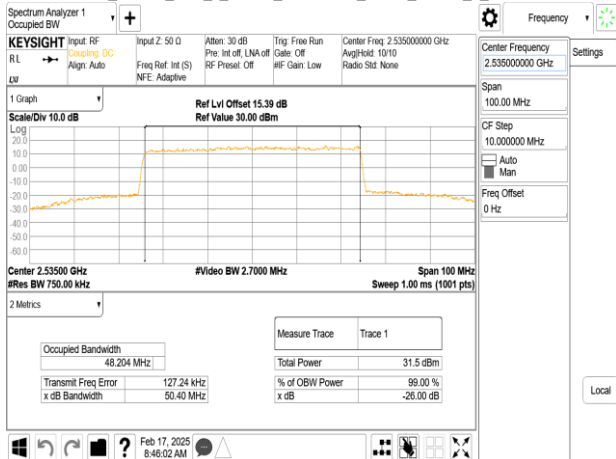 Spectrum Analyzer 1
Occupied BW
Frequency
KEYSIGHT
RL
LXI
Input: RF
Coupling: DC
Align: Auto
Input Z: 50 Ω
Freq Ref: Int (S)
NFE: Adaptive
Atten: 30 dB
Pre: Int off, LNA off
RF Presel: Off
Trig: Free Run
Gate: Off
#IF Gain: Low
Center Freq: 2.535000000 GHz
Avg|Hold: 10/10
Radio Std: None
Center Frequency
2.535000000 GHz
Settings
Span
100.00 MHz
CF Step
10.000000 MHz
Auto
Man
Freq Offset
0 Hz
Local
1 Graph
Scale/Div 10.0 dB
Ref Lvl Offset 15.39 dB
Ref Value 30.00 dBm
Log
20.0
10.0
0.00
-10.0
-20.0
-30.0
-40.0
-50.0
-60.0
Center 2.53500 GHz
#Video BW 2.7000 MHz
Span 100 MHz
#Res BW 750.00 kHz
Sweep 1.00 ms (1001 pts)
2 Metrics
Occupied Bandwidth
48.204 MHz
Transmit Freq Error 127.24 kHz
x dB Bandwidth 50.40 MHz
Measure Trace Trace 1
Total Power 31.5 dBm
% of OBW Power 99.00 %
x dB -26.00 dB
?
Feb 17, 2025
8:46:02 AM